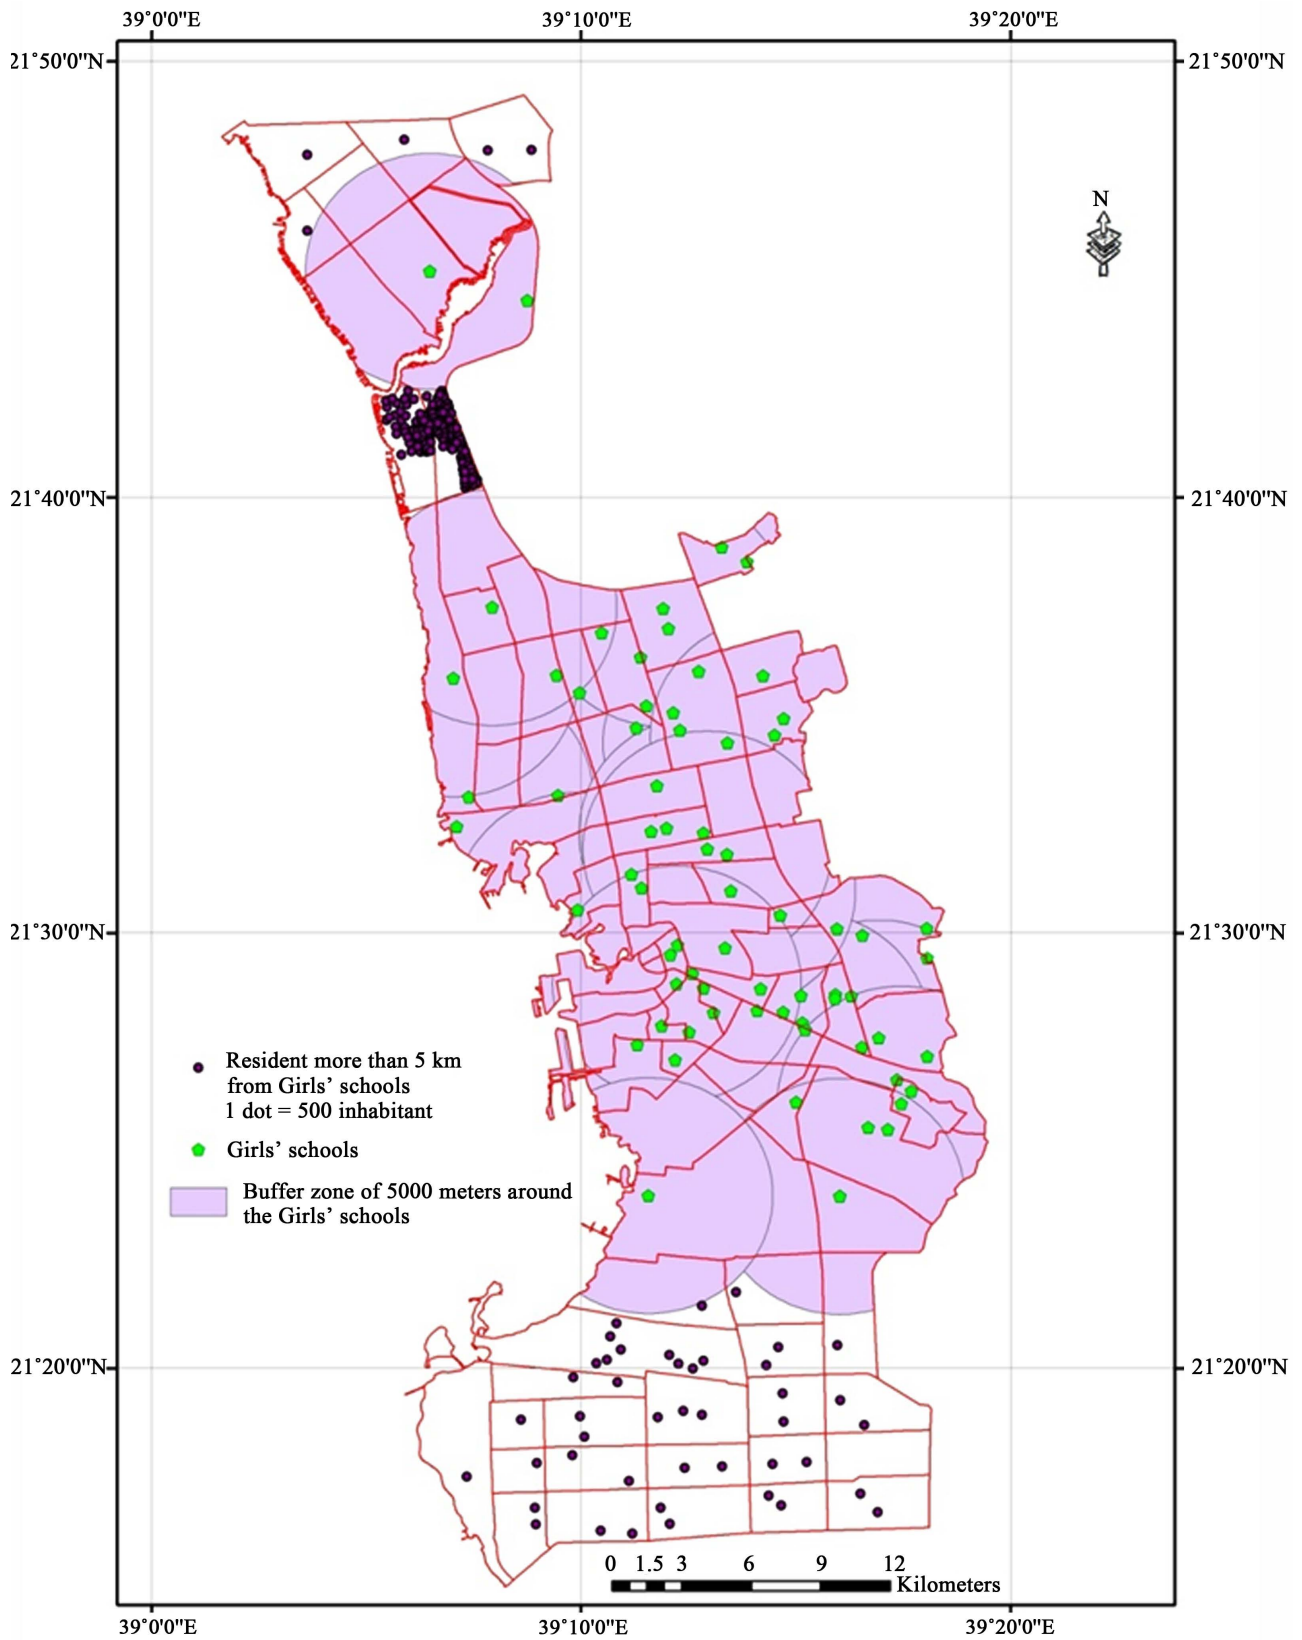 39°0'0"E 39°10'0"E 39°20'0"E
21°50'0"N 21°50'0"N
N
21°40'0"N 21°40'0"N
21°30'0"N 21°30'0"N
Resident more than 5 km
from Girls' schools
1 dot = 500 inhabitant
Girls' schools
Buffer zone of 5000 meters around
the Girls' schools
21°20'0"N 21°20'0"N
0 1.5 3 6 9 12
Kilometers
39°0'0"E 39°10'0"E 39°20'0"E